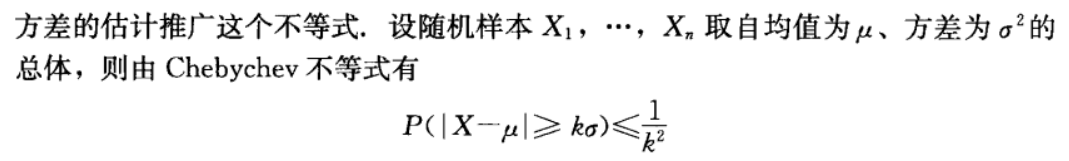 方差的估计推广这个不等式. 设随机样本 X₁, …, Xₙ 取自均值为 μ、方差为 σ² 的
总体，则由 Chebychev 不等式有
P(|X−μ|⩾kσ)⩽1/k²